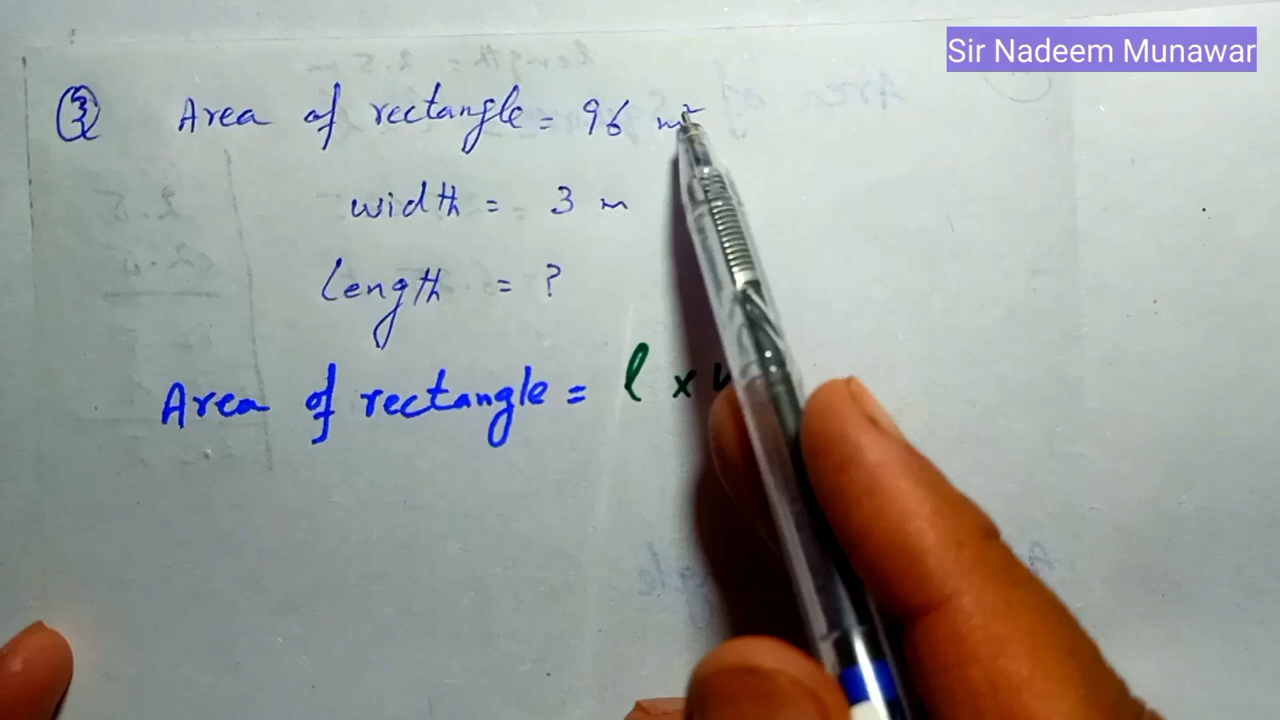 Sir Nadeem Munawar
③ Area of rectangle = 96 m²
width = 3 m
Length = ?
Area of rectangle = l ×